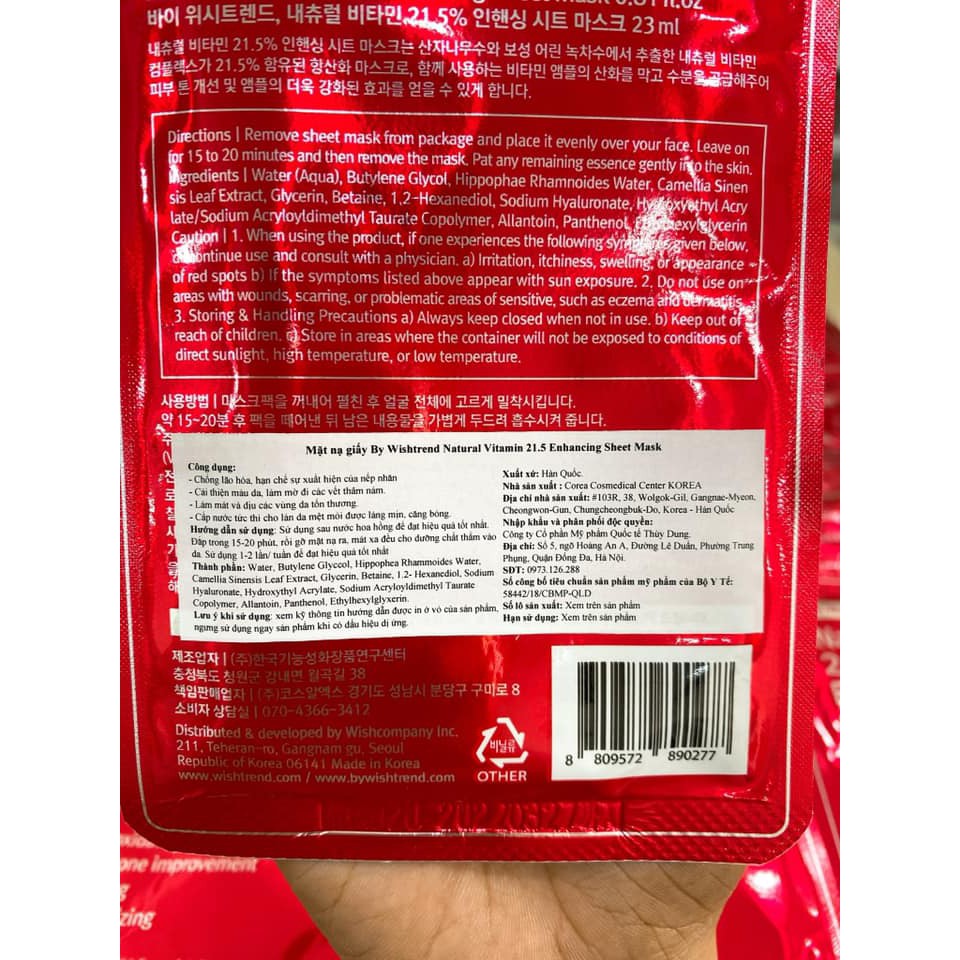 바이 위시트렌드, 내츄럴 비타민 21.5% 인핸싱 시트 마스크 23 ml
내츄럴 비타민 21.5% 인핸싱 시트 마스크는 산자나무수와 보성 어린 녹차수에서 추출한 내츄럴 비타민
컴플렉스가 21.5% 함유된 항산화 마스크로, 함께 사용하는 비타민 앰플의 산화를 막고 수분을 공급해주어
피부 톤 개선 및 앰플의 더욱 강화된 효과를 얻을 수 있게 합니다.
Directions | Remove sheet mask from package and place it evenly over your face. Leave on
for 15 to 20 minutes and then remove the mask. Pat any remaining essence gently into the skin.
Ingredients | Water (Aqua), Butylene Glycol, Hippophae Rhamnoides Water, Camellia Sinen
sis Leaf Extract, Glycerin, Betaine, 1,2-Hexanediol, Sodium Hyaluronate, Hydroxyethyl Acry
late/Sodium Acryloyldimethyl Taurate Copolymer, Allantoin, Panthenol, Ethylhexylglycerin
Caution | 1. When using the product, if one experiences the following symptoms given below,
discontinue use and consult with a physician. a) Irritation, itchiness, swelling, or appearance
of red spots b) If the symptoms listed above appear with sun exposure. 2. Do not use on
areas with wounds, scarring, or problematic areas of sensitive, such as eczema and dermatitis
3. Storing & Handling Precautions a) Always keep closed when not in use. b) Keep out of
reach of children. c) Store in areas where the container will not be exposed to conditions of
direct sunlight, high temperature, or low temperature.
사용방법 | 마스크팩을 꺼내어 펼친 후 얼굴 전체에 고르게 밀착시킵니다.
약 15~20분 후 팩을 떼어낸 뒤 남은 내용물을 가볍게 두드려 흡수시켜 줍니다.
Mặt nạ giấy By Wishtrend Natural Vitamin 21.5 Enhancing Sheet Mask
Công dụng:
- Chống lão hóa, hạn chế sự xuất hiện của nếp nhăn
- Cải thiện màu da, làm mờ đi các vết thâm nám.
- Làm mát và dịu các vùng da tổn thương.
- Cấp nước tức thì cho làn da mệt mỏi được láng mịn, căng bóng.
Hướng dẫn sử dụng: Sử dụng sau nước hoa hồng để đạt hiệu quả tốt nhất.
Đắp trong 15-20 phút, rồi gỡ mặt nạ ra, mát xa đều cho dưỡng chất thấm vào
da. Sử dụng 1-2 lần/ tuần để đạt hiệu quả tốt nhất
Thành phần: Water, Butylene Glyceol, Hippophea Rhammoides Water,
Camellia Sinensis Leaf Extract, Glycerin, Betaine, 1.2- Hexanediol, Sodium
Hyaluronate, Hydroxythyl Acrylate, Sodium Acryloyldimethyl Taurate
Copolymer, Allantoin, Panthenol, Ethylhexylglyxerin.
Lưu ý khi sử dụng: xem kỹ thông tin hướng dẫn được in ở vỏ của sản phẩm,
ngưng sử dụng ngay sản phẩm khi có dấu hiệu dị ứng.
Xuất xứ: Hàn Quốc.
Nhà sản xuất : Corea Cosmedical Center KOREA
Địa chỉ nhà sản xuất: #103R, 38, Wolgok-Gil, Gangnae-Myeon,
Cheongwon-Gun, Chungcheongbuk-Do, Korea - Hàn Quốc
Nhập khẩu và phân phối độc quyền:
Công ty Cổ phần Mỹ phẩm Quốc tế Thùy Dung.
Địa chỉ: Số 5, ngõ Hoàng An A, Đường Lê Duẩn, Phường Trung
Phụng, Quận Đống Đa, Hà Nội.
SĐT: 0973.126.288
Số công bố tiêu chuẩn sản phẩm mỹ phẩm của Bộ Y Tế:
58442/18/CBMP-QLD
Số lô sản xuất: Xem trên sản phẩm
Hạn sử dụng: Xem trên sản phẩm
제조업자 | (주)한국기능성화장품연구센터
충청북도 청원군 강내면 월곡길 38
책임판매업자 | (주)코스알엑스 경기도 성남시 분당구 구미로 8
소비자 상담실 | 070-4366-3412
Distributed & developed by Wishcompany Inc.
211, Teheran-ro, Gangnam gu, Seoul
Republic of Korea 06141 Made in Korea
www.wishtrend.com / www.bywishtrend.com
비닐류
OTHER
8 809572 890277
one improvement
zing